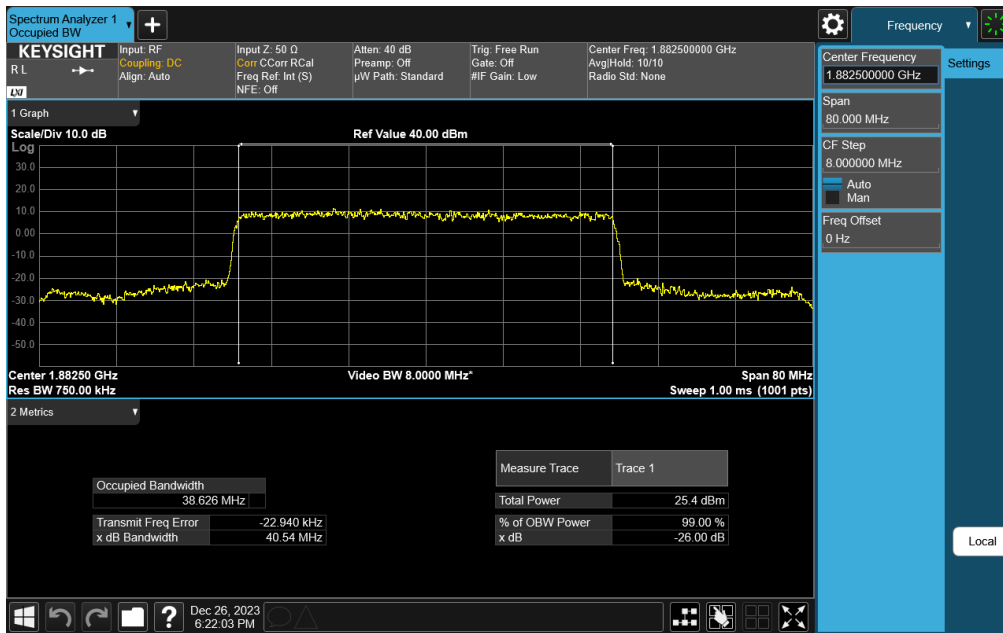 Spectrum Analyzer 1
Occupied BW
Frequency
KEYSIGHT
R L
LXI
Input: RF
Coupling: DC
Align: Auto
Input Z: 50 Ω
Corr CCorr RCal
Freq Ref: Int (S)
NFE: Off
Atten: 40 dB
Preamp: Off
µW Path: Standard
Trig: Free Run
Gate: Off
#IF Gain: Low
Center Freq: 1.882500000 GHz
Avg|Hold: 10/10
Radio Std: None
Center Frequency
1.882500000 GHz
Settings
Span
80.000 MHz
CF Step
8.000000 MHz
Auto
Man
Freq Offset
0 Hz
Local
1 Graph
Scale/Div 10.0 dB
Ref Value 40.00 dBm
Log
30.0
20.0
10.0
0.00
-10.0
-20.0
-30.0
-40.0
-50.0
Center 1.88250 GHz
Video BW 8.0000 MHz*
Span 80 MHz
Res BW 750.00 kHz
Sweep 1.00 ms (1001 pts)
2 Metrics
Occupied Bandwidth
38.626 MHz
Transmit Freq Error -22.940 kHz
x dB Bandwidth 40.54 MHz
Measure Trace Trace 1
Total Power 25.4 dBm
% of OBW Power 99.00 %
x dB -26.00 dB
?
Dec 26, 2023
6:22:03 PM